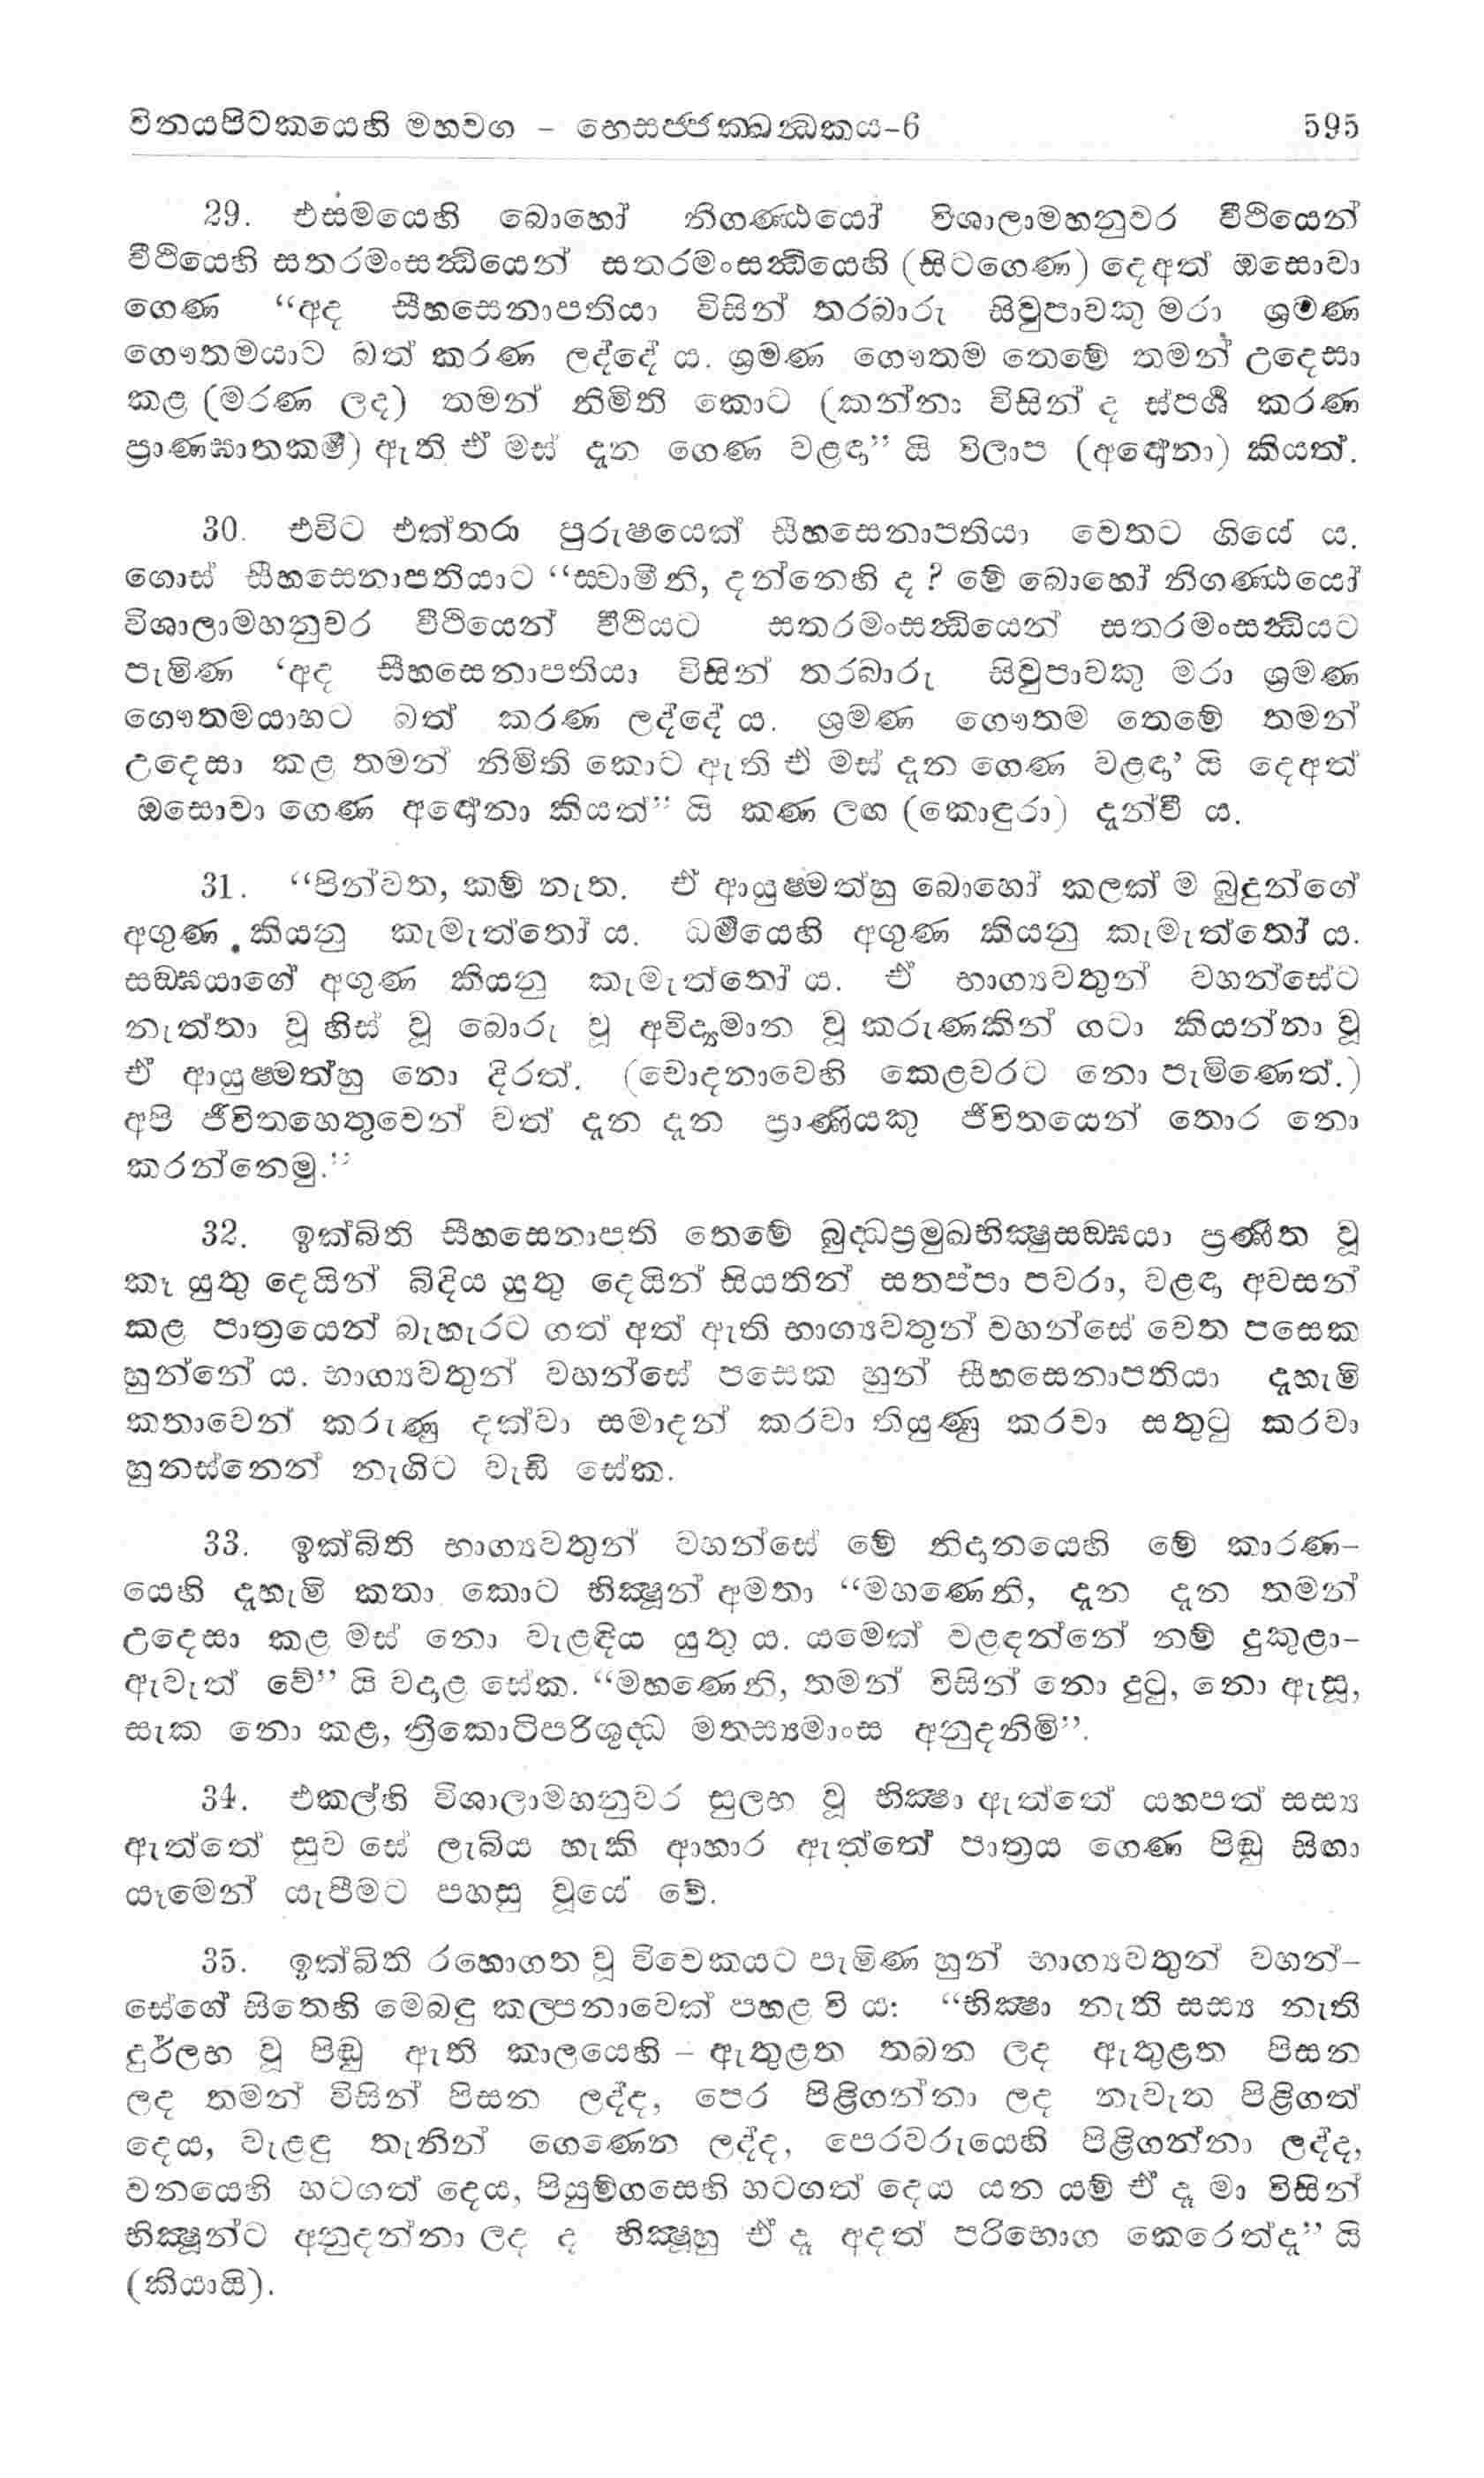 විනයපිටකයෙහි මහවග – භෙසජ්ජක්ඛන්ධකය-6 595
29. එසමයෙහි බොහෝ නිගණ්ඨයෝ විශාලාමහනුවර වීථියෙන්
වීථියෙහි සතරමංසන්ධියෙන් සතරමංසන්ධියෙහි (සිටගෙණ) දෙඅත් ඔසොවා
ගෙණ “අද සීහසෙනාපතියා විසින් තරබාරු සිවුපාවකු මරා ශ්‍රමණ
ගෞතමයාට බත් කරණ ලද්දේ ය. ශ්‍රමණ ගෞතම තෙමේ තමන් උදෙසා
කළ (මරණ ලද) තමන් නිමිති කොට (කන්නා විසින් ද ස්පර්‍ශ කරණ
ප්‍රාණඝාතකර්‍ම) ඇති ඒ මස් දැන ගෙණ වළඳා” යි විලාප (අඳෝනා) කියත්.
30. එවිට එක්තරා පුරුෂයෙක් සීහසෙනාපතියා වෙතට ගියේ ය.
ගොස් සීහසෙනාපතියාට “ස්වාමීනි, දන්නෙහි ද ? මේ බොහෝ නිගණ්ඨයෝ
විශාලාමහනුවර වීථියෙන් වීථියට සතරමංසන්ධියෙන් සතරමංසන්ධියට
පැමිණ ‘අද සීහසෙනාපතියා විසින් තරබාරු සිවුපාවකු මරා ශ්‍රමණ
ගෞතමයාහට බත් කරණ ලද්දේ ය. ශ්‍රමණ ගෞතම තෙමේ තමන්
උදෙසා කළ තමන් නිමිති කොට ඇති ඒ මස් දැන ගෙණ වළඳා’ යි දෙඅත්
ඔසොවා ගෙණ අඳෝනා කියත්” යි කණ ලඟ (කොඳුරා) දැන්වී ය.
31. “පින්වත, කම් නැත. ඒ ආයුෂ්මත්හු බොහෝ කලක් ම බුදුන්ගේ
අගුණ කියනු කැමැත්තෝ ය. ධර්‍මයෙහි අගුණ කියනු කැමැත්තෝ ය.
සඞ්ඝයාගේ අගුණ කියනු කැමැත්තෝ ය. ඒ භාග්‍යවතුන් වහන්සේට
නැත්තා වූ හිස් වූ බොරු වූ අවිද්‍යමාන වූ කරුණකින් ගටා කියන්නා වූ
ඒ ආයුෂ්මත්හු නො දිරත්. (චොදනාවෙහි කෙළවරට නො පැමිණෙත්.)
අපි ජීවිතහෙතුවෙන් වත් දැන දැන ප්‍රාණියකු ජීවිතයෙන් තොර නො
කරන්නෙමු.”
32. ඉක්බිති සීහසෙනාපති තෙමේ බුද්ධප්‍රමුඛභික්‍ෂුසඞ්ඝයා ප්‍රණීත වූ
කෑ යුතු දෙයින් බිදිය යුතු දෙයින් සියතින් සතප්පා පවරා, වළඳා අවසන්
කළ පාත්‍රයෙන් බැහැරට ගත් අත් ඇති භාග්‍යවතුන් වහන්සේ වෙත පසෙක
හුන්නේ ය. භාග්‍යවතුන් වහන්සේ පසෙක හුන් සීහසෙනාපතියා දැහැමි
කතාවෙන් කරුණු දක්වා සමාදන් කරවා තියුණු කරවා සතුටු කරවා
හුනස්නෙන් නැගිට වැඩි සේක.
33. ඉක්බිති භාග්‍යවතුන් වහන්සේ මේ නිදානයෙහි මේ කාරණ-
යෙහි දැහැමි කතා කොට භික්‍ෂූන් අමතා “මහණෙනි, දැන දැන තමන්
උදෙසා කළ මස් නො වැළඳිය යුතු ය. යමෙක් වළඳන්නේ නම් දුකුළා-
ඇවැත් වේ” යි වදාළ සේක. “මහණෙනි, තමන් විසින් නො දුටු, නො ඇසූ,
සැක නො කළ, ත්‍රිකොටිපරිශුද්ධ මත්ස්‍යමාංස අනුදනිමි”.
34. එකල්හි විශාලාමහනුවර සුලභ වූ භික්‍ෂා ඇත්තේ යහපත් සස්‍ය
ඇත්තේ සුව සේ ලැබිය හැකි ආහාර ඇත්තේ පාත්‍රය ගෙණ පිඬු සිඟා
යෑමෙන් යැපීමට පහසු වූයේ වේ.
35. ඉක්බිති රහොගත වූ විවෙකයට පැමිණ හුන් භාග්‍යවතුන් වහන්-
සේගේ සිතෙහි මෙබඳු කල්පනාවෙක් පහළ වි ය: “භික්‍ෂා නැති සස්‍ය නැති
දුර්ලභ වූ පිඬු ඇති කාලයෙහි – ඇතුළත තබන ලද ඇතුළත පිසන
ලද තමන් විසින් පිසන ලද්ද, පෙර පිළිගන්නා ලද නැවැත පිළිගත්
දෙය, වැළඳු තැනින් ගෙණෙන ලද්ද, පෙරවරුයෙහි පිළිගන්නා ලද්ද,
වනයෙහි හටගත් දෙය, පියුම්ගසෙහි හටගත් දෙය යන යම් ඒ දෑ මා විසින්
භික්‍ෂූන්ට අනුදන්නා ලද ද භික්‍ෂූහු ඒ දෑ අදත් පරිභොග කෙරෙත්දැ” යි
(කියායි).